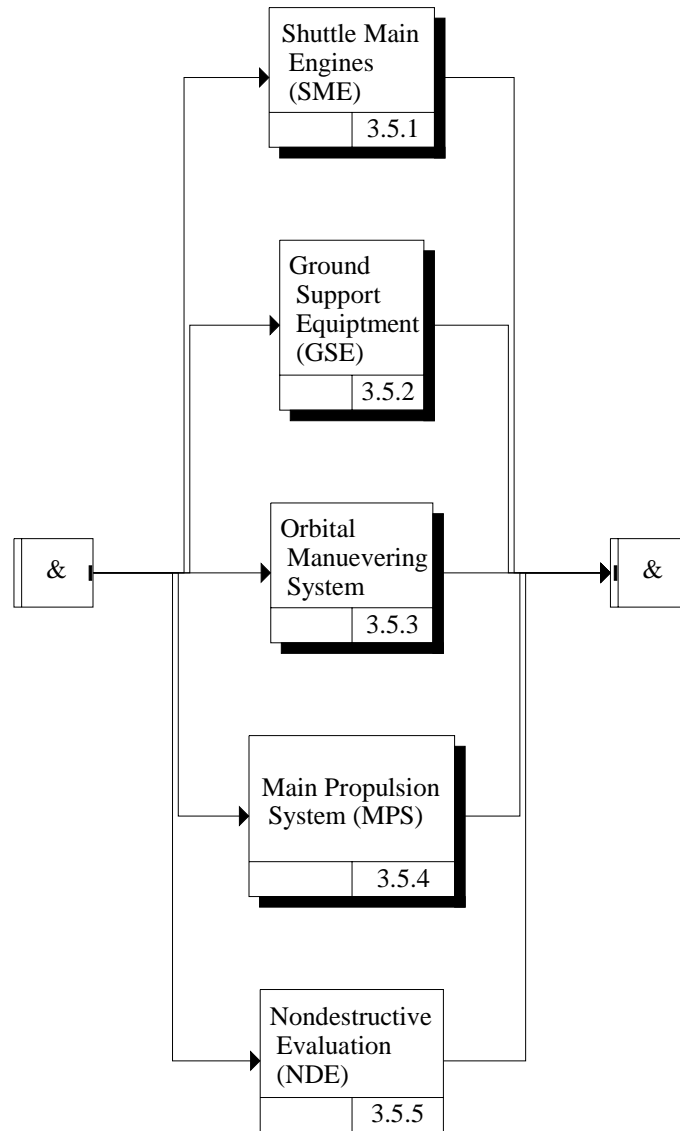 Shuttle Main
Engines
(SME)
3.5.1
Ground
Support
Equiptment
(GSE)
3.5.2
&
Orbital
Manuevering
System
3.5.3
&
Main Propulsion
System (MPS)
3.5.4
Nondestructive
Evaluation
(NDE)
3.5.5